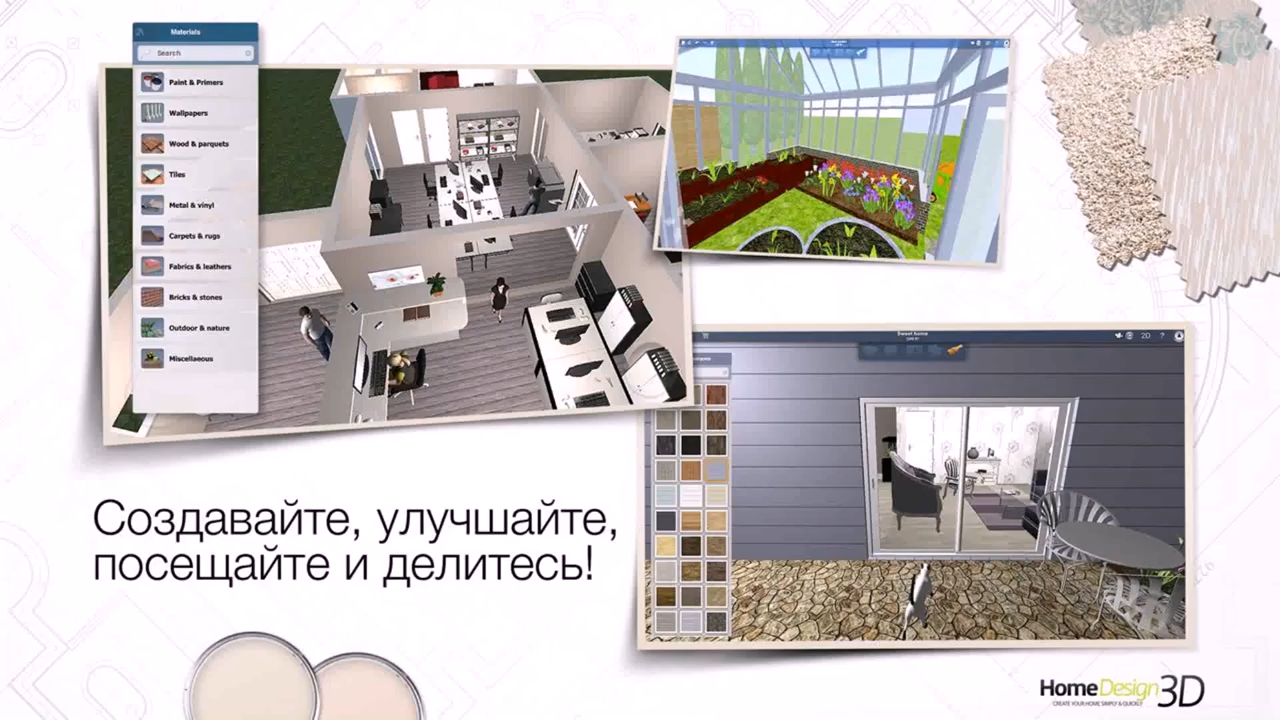 Materials
Search
Paint & Primers
Wallpapers
Wood & parquets
Tiles
Metal & vinyl
Carpets & rugs
Fabrics & leathers
Bricks & stones
Outdoor & nature
Miscellaneous
Sweet home
2D ?
Создавайте, улучшайте,
посещайте и делитесь!
HomeDesign3D
CREATE YOUR HOME SIMPLY & QUICKLY